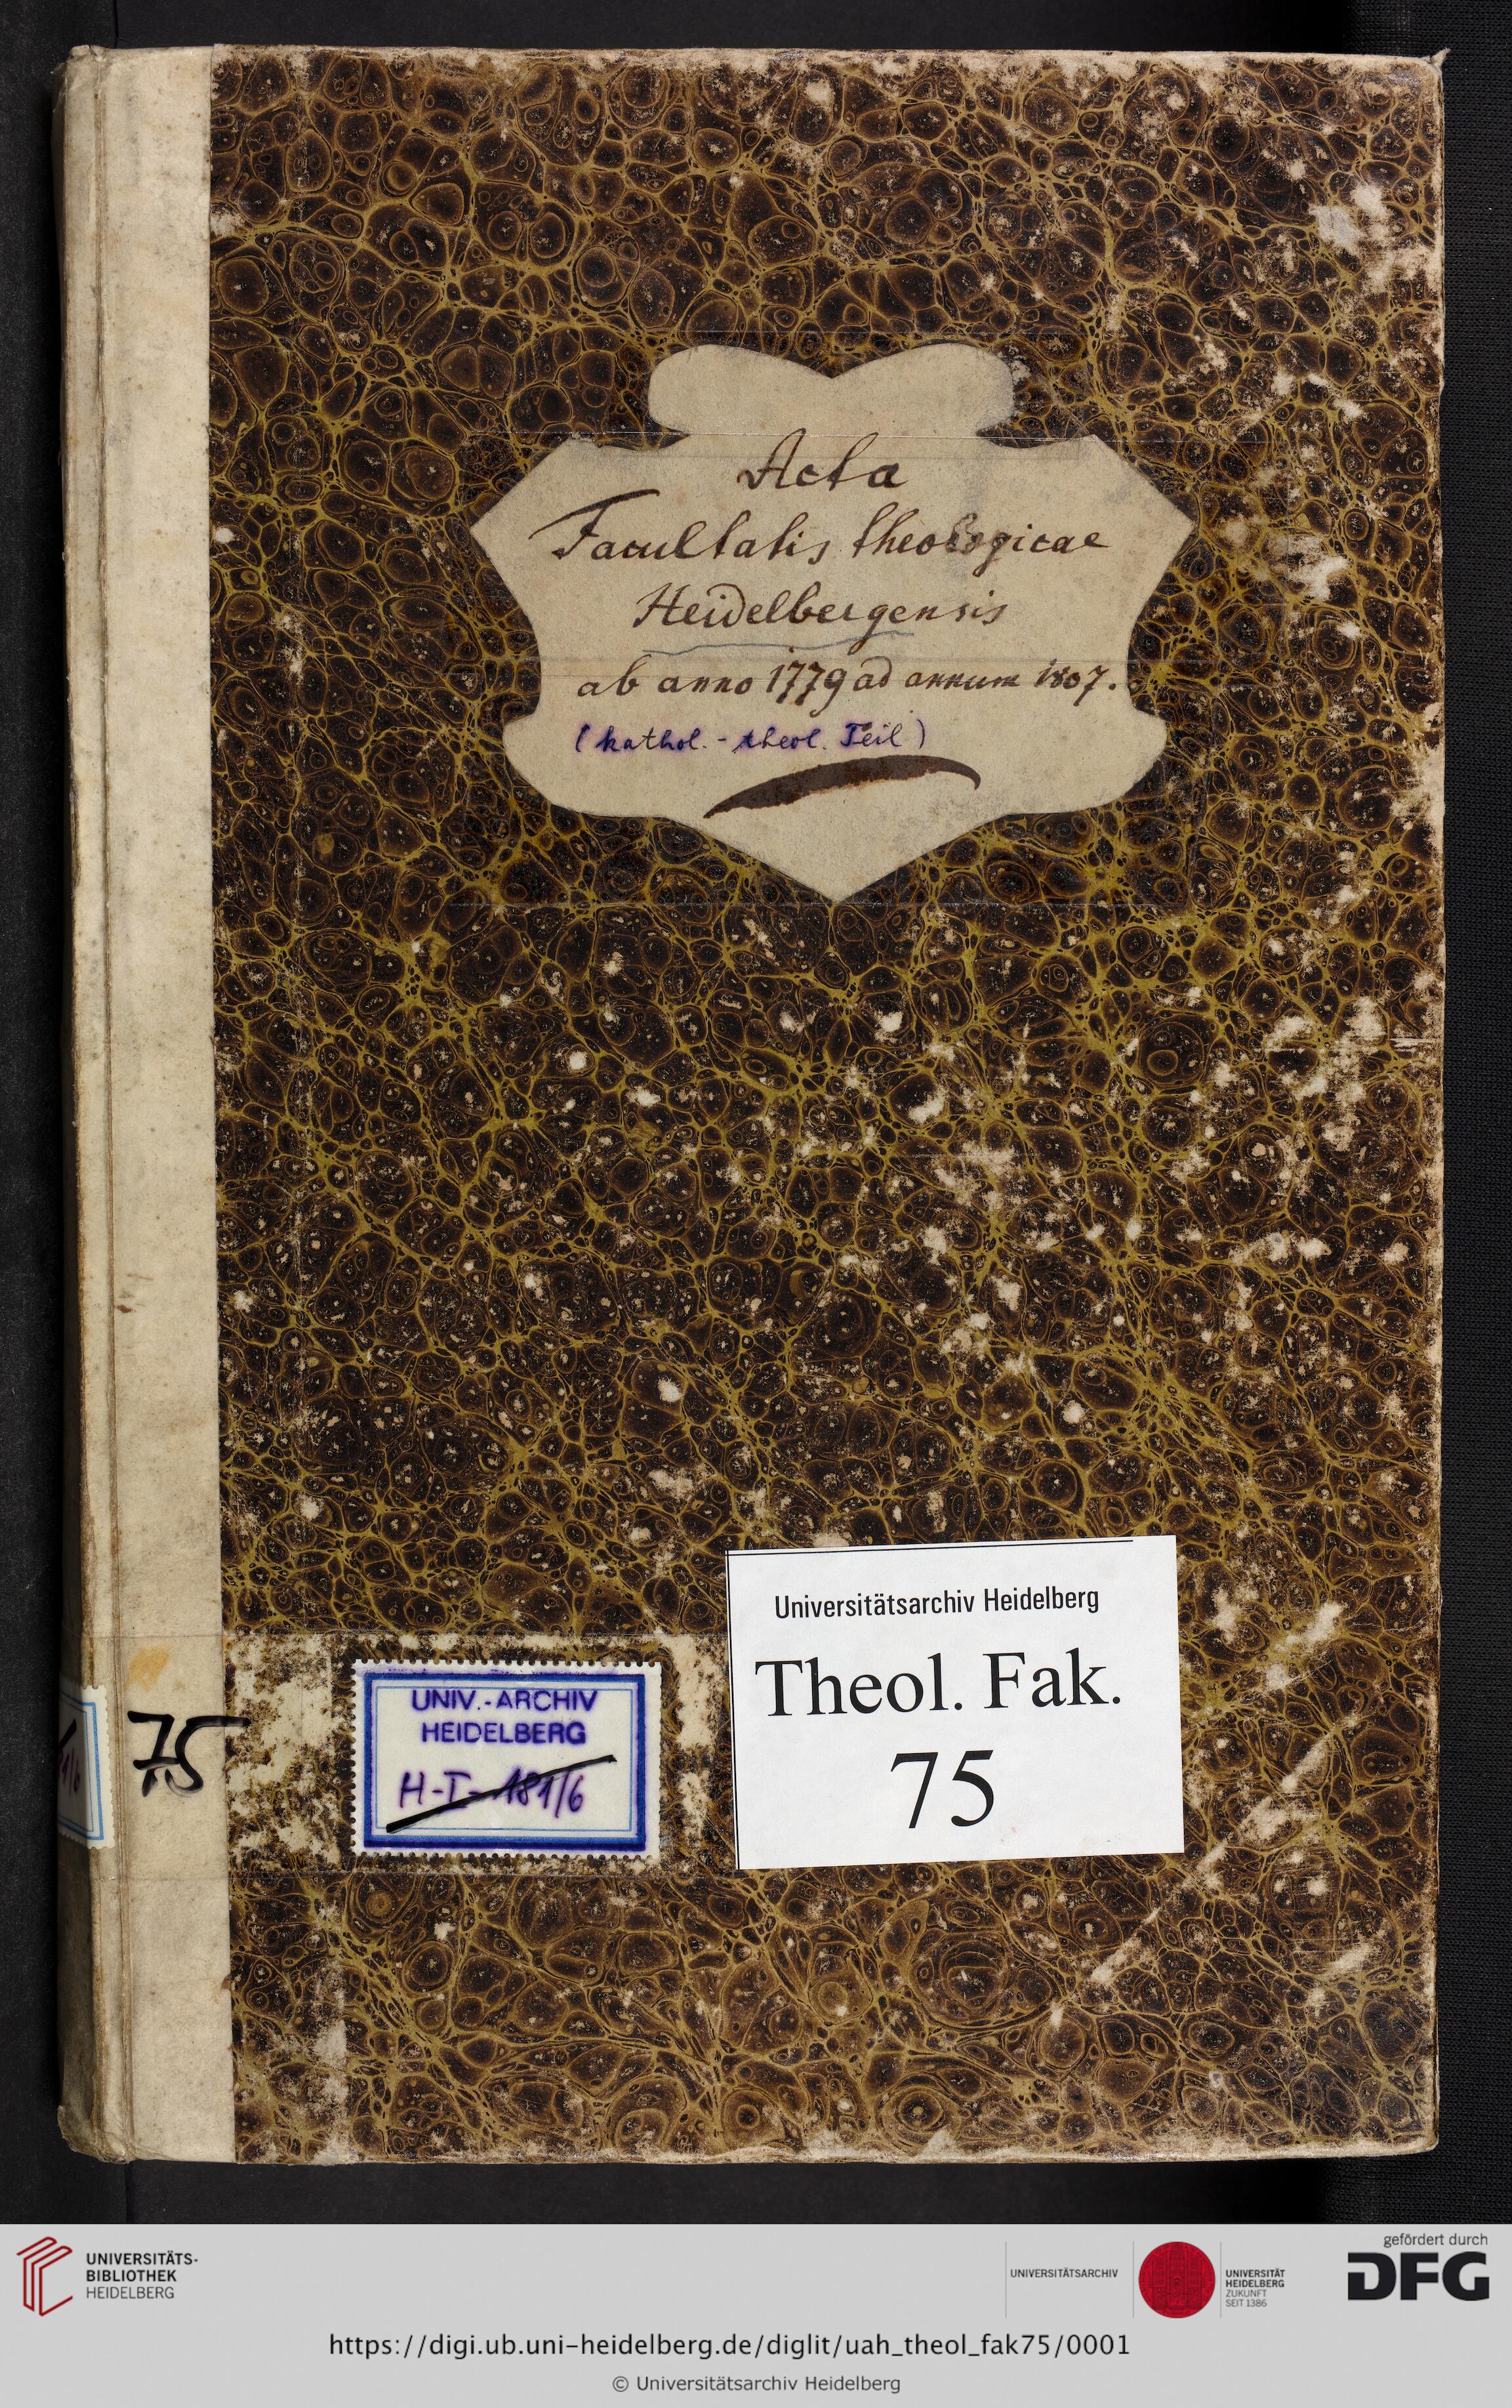 Acta
Facultatis theologicae
Heidelbergensis
ab anno 1779 ad annum 1807.
(kathol.-theol. Teil)
Universitätsarchiv Heidelberg
Theol. Fak.
75
75
UNIV.-ARCHIV
HEIDELBERG
H-I-181/6
UNIVERSITÄTS-
BIBLIOTHEK
HEIDELBERG
UNIVERSITÄTSARCHIV
UNIVERSITÄT
HEIDELBERG
ZUKUNFT
SEIT 1386
gefördert durch
DFG
https://digi.ub.uni-heidelberg.de/diglit/uah_theol_fak75/0001
© Universitätsarchiv Heidelberg